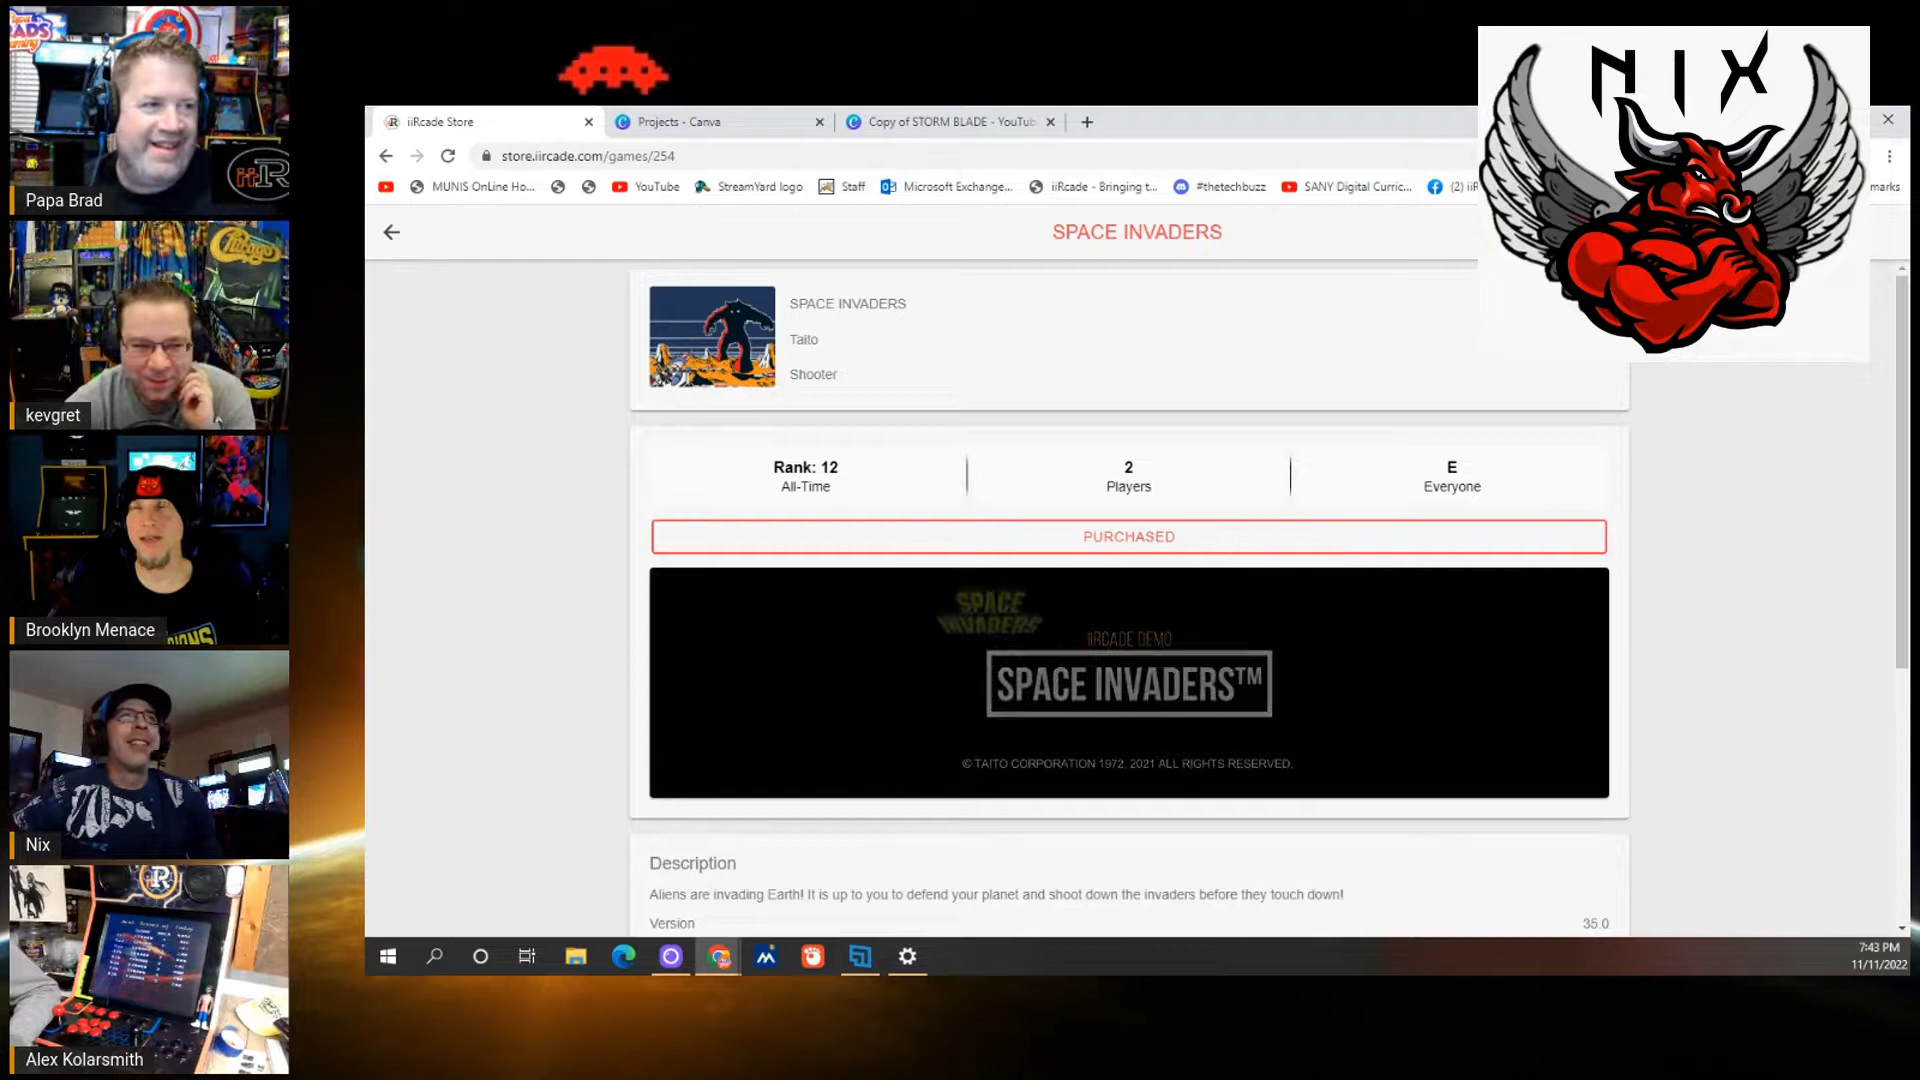 Papa Brad
kevgret
Brooklyn Menace
Nix
Alex Kolarsmith
NIX
iiRcade Store
Projects - Canva
Copy of STORM BLADE - YouTub
store.iircade.com/games/254
MUNIS OnLine Ho...
YouTube
StreamYard logo
Staff
Microsoft Exchange...
iiRcade - Bringing t...
#thetechbuzz
SANY Digital Curric...
(2) iiR
marks
SPACE INVADERS
SPACE INVADERS
Taito
Shooter
Rank: 12
All-Time
2
Players
E
Everyone
PURCHASED
SPACE
INVADERS
IIRCADE DEMO
SPACE INVADERS™
© TAITO CORPORATION 1972, 2021 ALL RIGHTS RESERVED.
Description
Aliens are invading Earth! It is up to you to defend your planet and shoot down the invaders before they touch down!
Version
35.0
7:43 PM
11/11/2022
Chicago